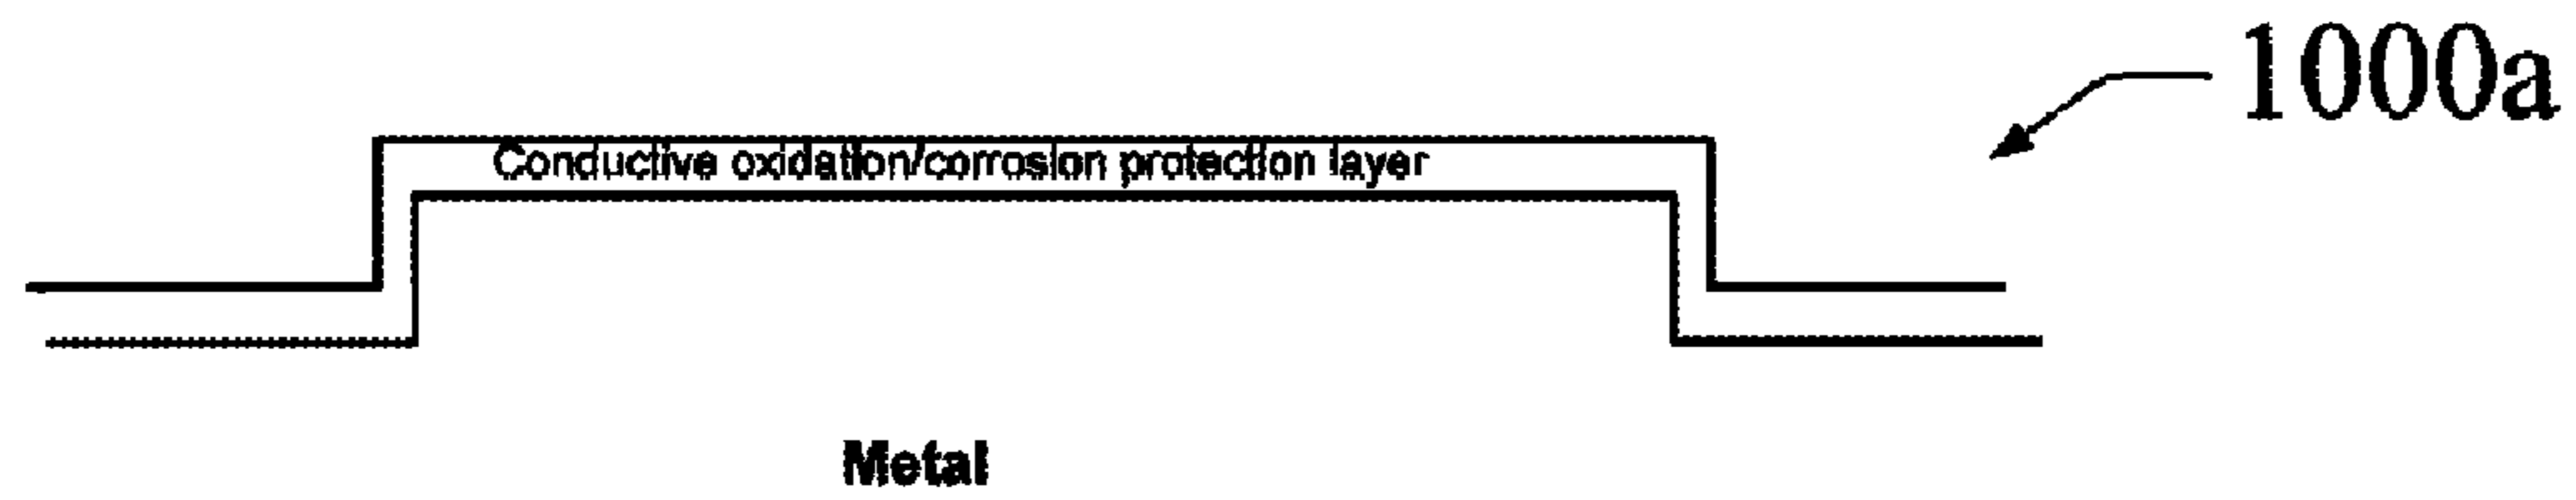 1000a
Conductive oxidation/corrosion protection layer
Metal